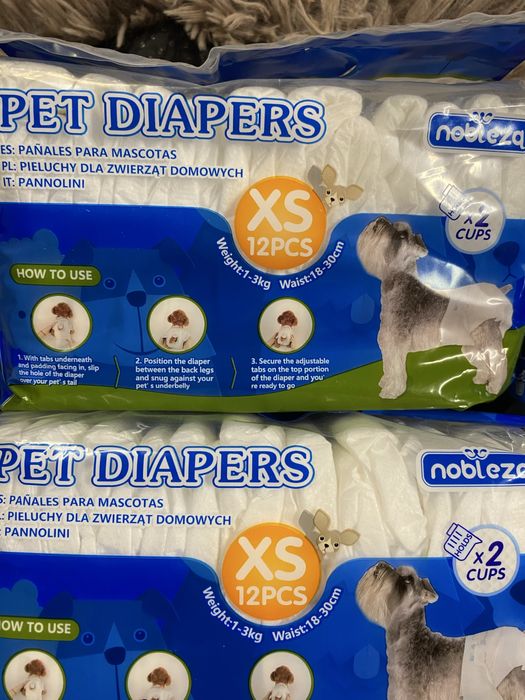 PET DIAPERS
nobleza
ES: PAÑALES PARA MASCOTAS
PL: PIELUCHY DLA ZWIERZĄT DOMOWYCH
IT: PANNOLINI
XS
12PCS
x2
CUPS
Weight:1-3kg Waist:18-30cm
HOW TO USE
1. With tabs underneath
and padding facing in, slip
the hole of the diaper
over your pet's tail
2. Position the diaper
between the back legs
and snug against your
pet's underbelly
3. Secure the adjustable
tabs on the top portion
of the diaper and you'
re ready to go
PET DIAPERS
nobleza
S: PAÑALES PARA MASCOTAS
L: PIELUCHY DLA ZWIERZĄT DOMOWYCH
: PANNOLINI
XS
12PCS
HOLDS
x2
CUPS
Weight:1-3kg Waist:18-30cm
HOW TO USE